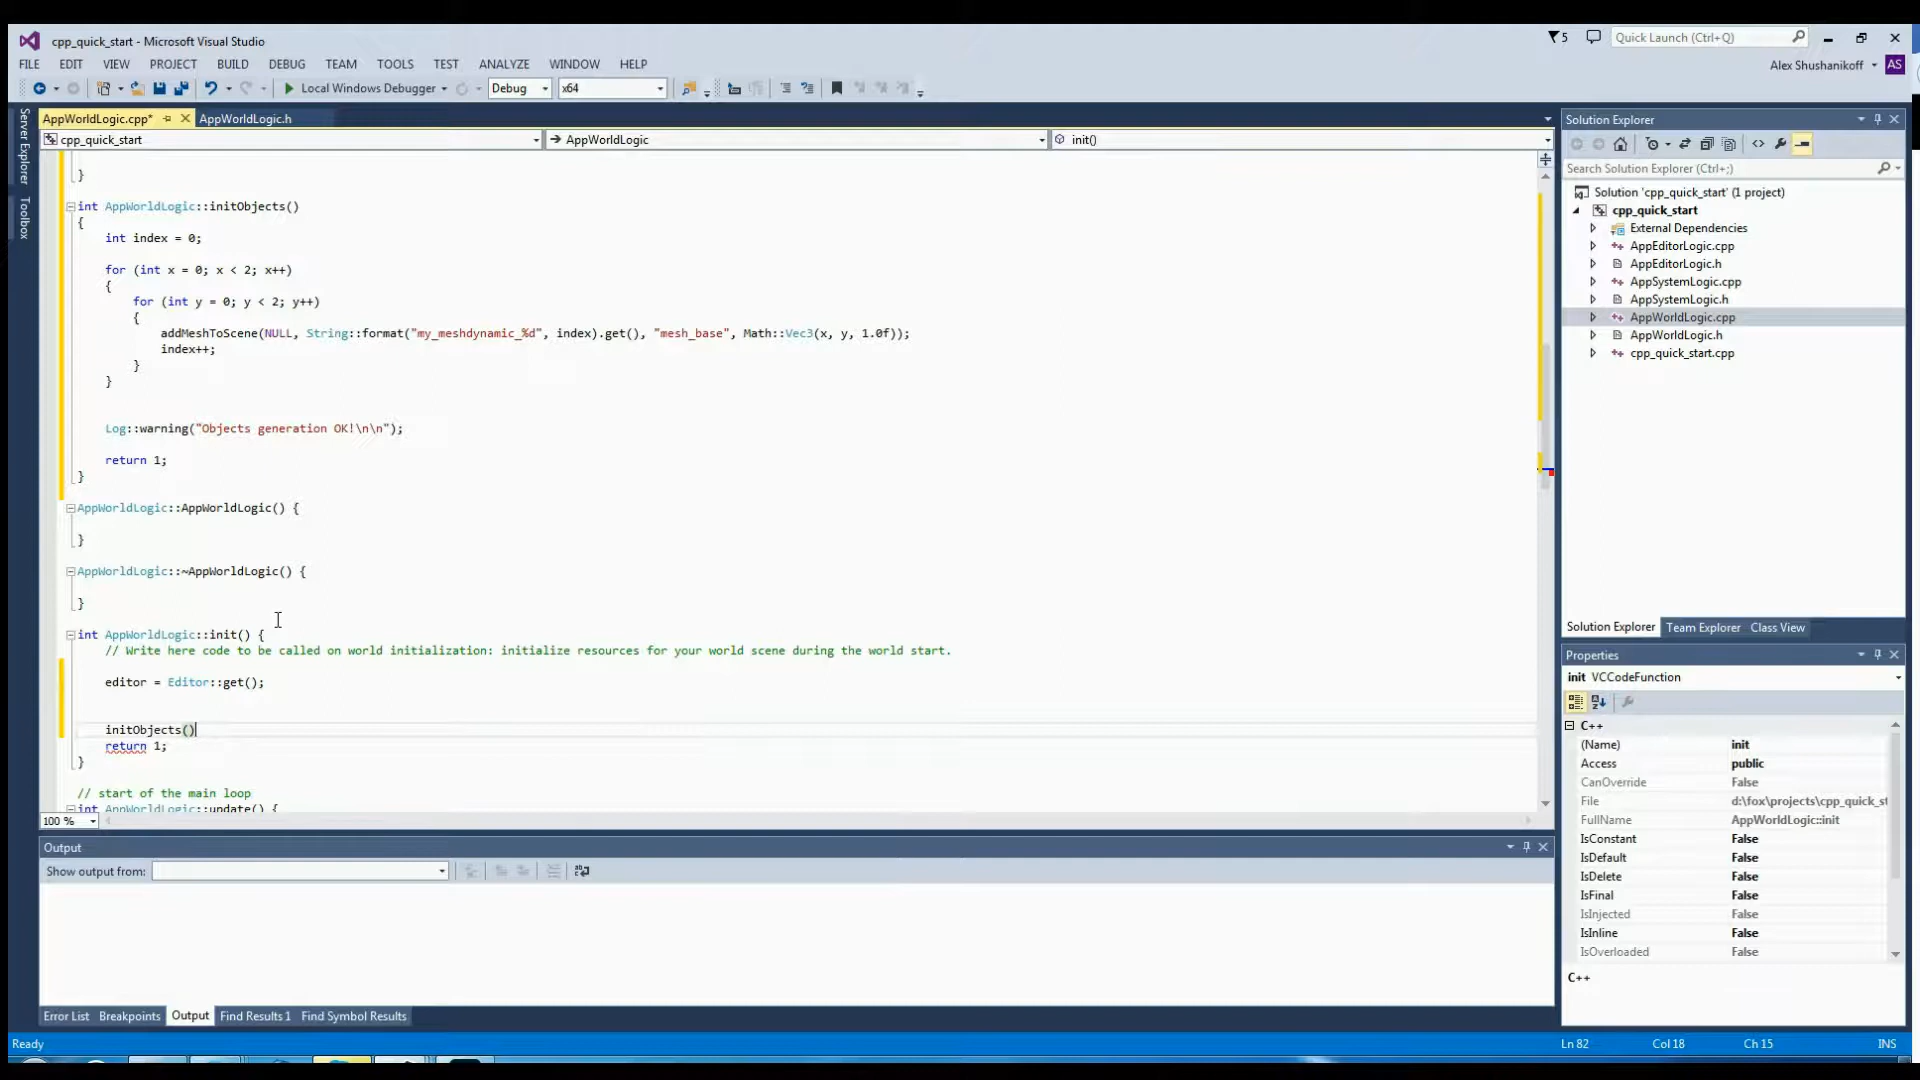 cpp_quick_start - Microsoft Visual Studio
5
Quick Launch (Ctrl+Q)
FILE EDIT VIEW PROJECT BUILD DEBUG TEAM TOOLS TEST ANALYZE WINDOW HELP
Alex Shushanikoff AS
Local Windows Debugger Debug x64
Server Explorer
Toolbox
AppWorldLogic.cpp* AppWorldLogic.h
cpp_quick_start AppWorldLogic init()
}
int AppWorldLogic::initObjects()
{
int index = 0;
for (int x = 0; x < 2; x++)
{
for (int y = 0; y < 2; y++)
{
addMeshToScene(NULL, String::format("my_meshdynamic_%d", index).get(), "mesh_base", Math::Vec3(x, y, 1.0f));
index++;
}
}
Log::warning("Objects generation OK!\n\n");
return 1;
}
AppWorldLogic::AppWorldLogic() {
}
AppWorldLogic::~AppWorldLogic() {
}
int AppWorldLogic::init() {
// Write here code to be called on world initialization: initialize resources for your world scene during the world start.
editor = Editor::get();
initObjects()
return 1;
}
// start of the main loop
int AppWorldLogic::update() {
100 %
Output
Show output from:
Error List Breakpoints Output Find Results 1 Find Symbol Results
Solution Explorer
Search Solution Explorer (Ctrl+;)
Solution 'cpp_quick_start' (1 project)
cpp_quick_start
External Dependencies
AppEditorLogic.cpp
AppEditorLogic.h
AppSystemLogic.cpp
AppSystemLogic.h
AppWorldLogic.cpp
AppWorldLogic.h
cpp_quick_start.cpp
Solution Explorer Team Explorer Class View
Properties
init VCCodeFunction
C++
(Name) init
Access public
CanOverride False
File d:\fox\projects\cpp_quick_st
FullName AppWorldLogic::init
IsConstant False
IsDefault False
IsDelete False
IsFinal False
IsInjected False
IsInline False
IsOverloaded False
C++
Ready Ln 82 Col 18 Ch 15 INS